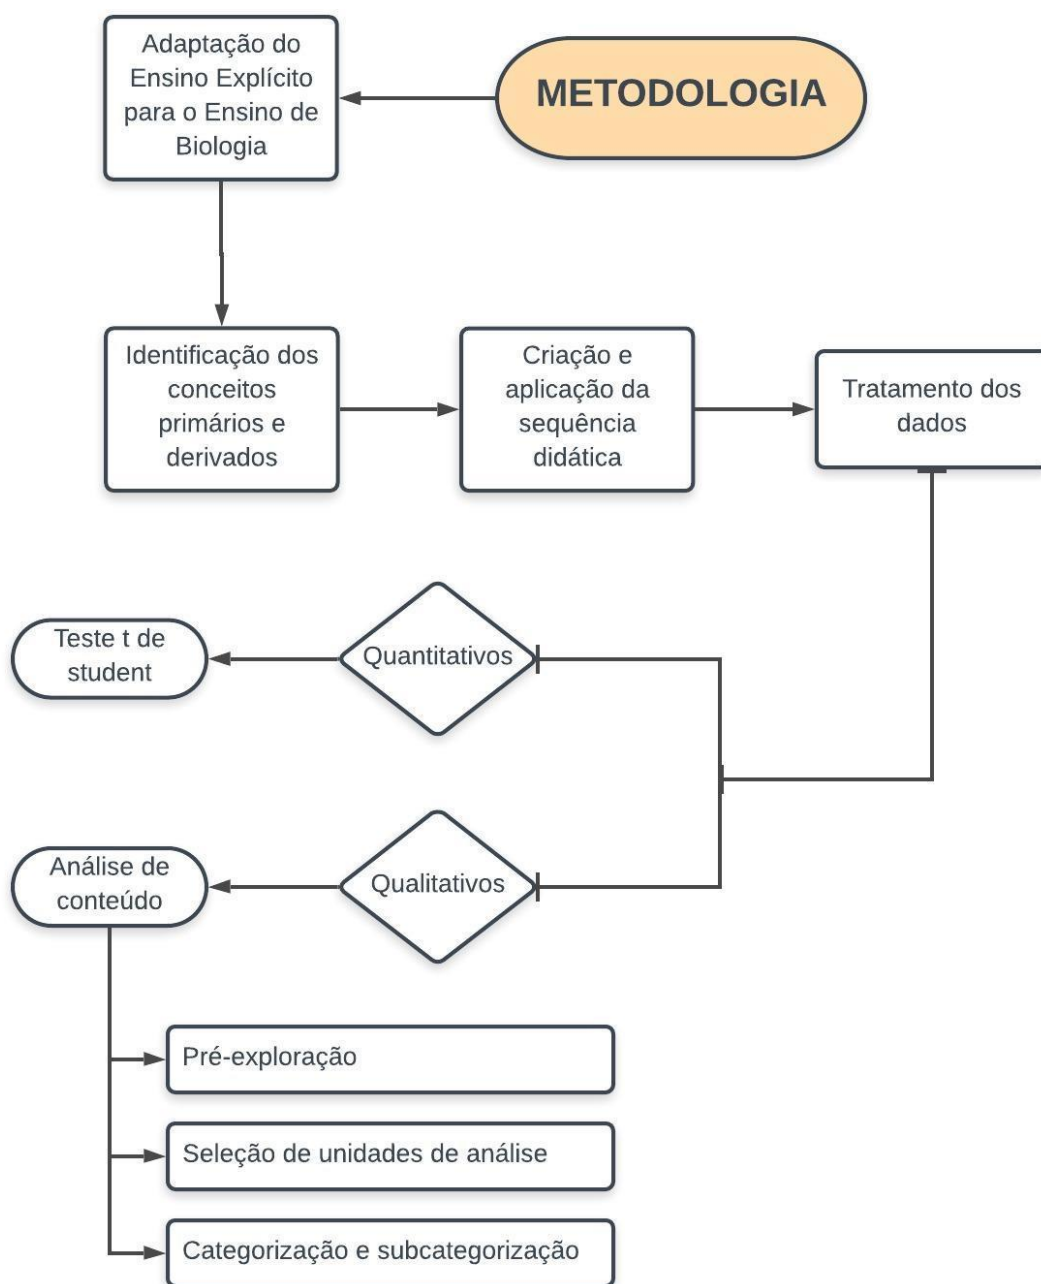 METODOLOGIA
Adaptação do
Ensino Explícito
para o Ensino de
Biologia
Identificação dos
conceitos
primários e
derivados
Criação e
aplicação da
sequência
didática
Tratamento dos
dados
Quantitativos
Teste t de
student
Qualitativos
Análise de
conteúdo
Pré-exploração
Seleção de unidades de análise
Categorização e subcategorização